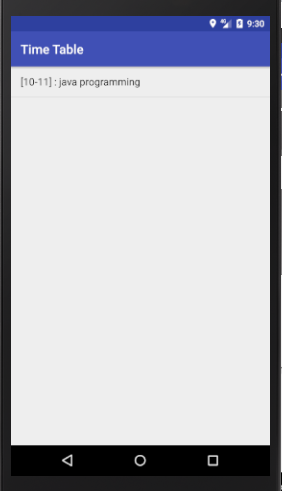 9:30
Time Table
[10-11] : java programming